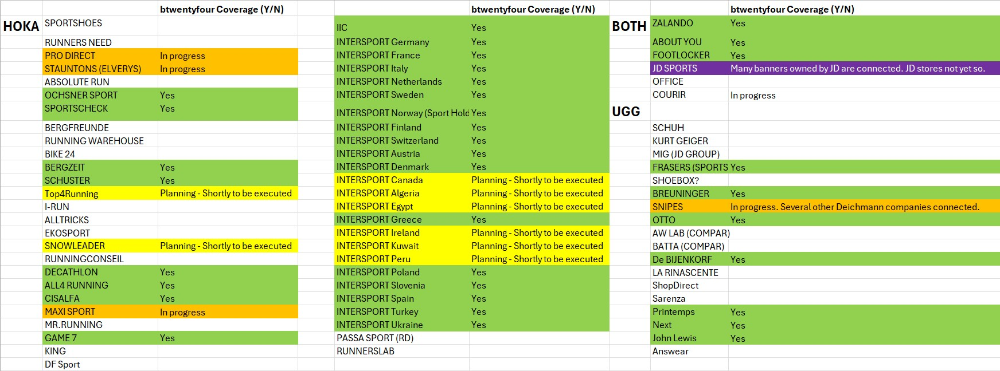 btwentyfour Coverage (Y/N) btwentyfour Coverage (Y/N) btwentyfour Coverage (Y/N)
HOKA SPORTSHOES IIC Yes BOTH ZALANDO Yes
RUNNERS NEED INTERSPORT Germany Yes ABOUT YOU Yes
PRO DIRECT In progress INTERSPORT France Yes FOOTLOCKER Yes
STAUNTONS (ELVERYS) In progress INTERSPORT Italy Yes JD SPORTS Many banners owned by JD are connected. JD stores not yet so.
ABSOLUTE RUN INTERSPORT Netherlands Yes OFFICE
OCHSNER SPORT Yes INTERSPORT Sweden Yes COURIR In progress
SPORTSCHECK Yes INTERSPORT Norway (Sport Hold Yes UGG
BERGFREUNDE INTERSPORT Finland Yes SCHUH
RUNNING WAREHOUSE INTERSPORT Switzerland Yes KURT GEIGER
BIKE 24 INTERSPORT Austria Yes MIG (JD GROUP)
BERGZEIT Yes INTERSPORT Denmark Yes FRASERS (SPORTS Yes
SCHUSTER Yes INTERSPORT Canada Planning - Shortly to be executed SHOEBOX?
Top4Running Planning - Shortly to be executed INTERSPORT Algeria Planning - Shortly to be executed BREUNINGER Yes
I-RUN INTERSPORT Egypt Planning - Shortly to be executed SNIPES In progress. Several other Deichmann companies connected.
ALLTRICKS INTERSPORT Greece Yes OTTO Yes
EKOSPORT INTERSPORT Ireland Planning - Shortly to be executed AW LAB (COMPAR)
SNOWLEADER Planning - Shortly to be executed INTERSPORT Kuwait Planning - Shortly to be executed BATTA (COMPAR)
RUNNINGCONSEIL INTERSPORT Peru Planning - Shortly to be executed De BIJENKORF Yes
DECATHLON Yes INTERSPORT Poland Yes LA RINASCENTE
ALL4 RUNNING Yes INTERSPORT Slovenia Yes ShopDirect
CISALFA Yes INTERSPORT Spain Yes Sarenza
MAXI SPORT In progress INTERSPORT Turkey Yes Printemps Yes
MR.RUNNING INTERSPORT Ukraine Yes Next Yes
GAME 7 Yes PASSA SPORT (RD) John Lewis Yes
KING RUNNERSLAB Answear
DF Sport